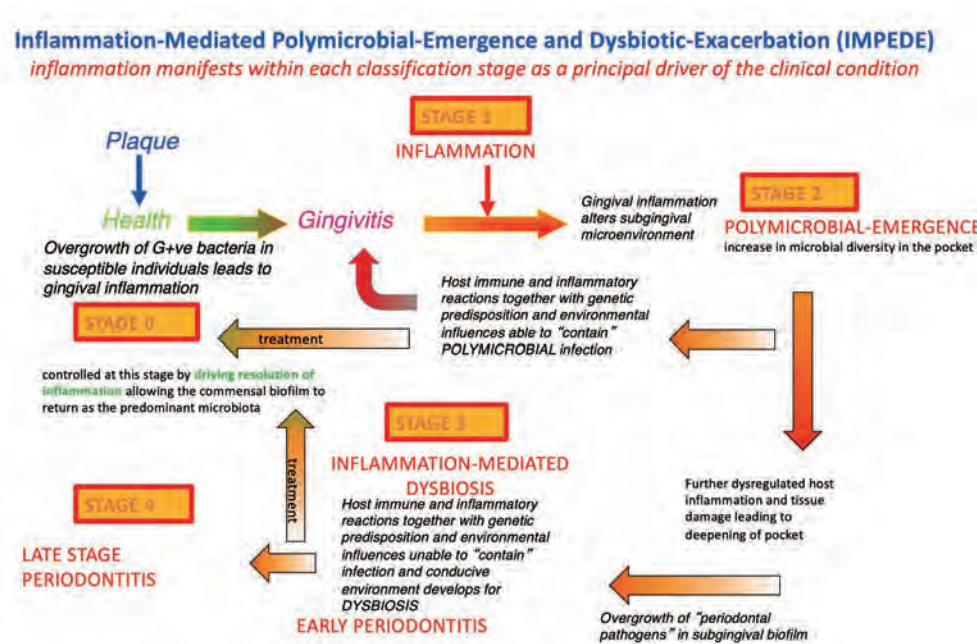 Inflammation-Mediated Polymicrobial-Emergence and Dysbiotic-Exacerbation (IMPEDE)
inflammation manifests within each classification stage as a principal driver of the clinical condition
STAGE 1
INFLAMMATION
Plaque
Health
Gingivitis
Gingival inflammation
alters subgingival
microenvironment
STAGE 2
POLYMICROBIAL-EMERGENCE
increase in microbial diversity in the pocket
Overgrowth of G+ve bacteria in
susceptible individuals leads to
gingival inflammation
Host immune and inflammatory
reactions together with genetic
predisposition and environmental
influences able to “contain”
POLYMICROBIAL infection
STAGE 0
treatment
controlled at this stage by driving resolution of
inflammation allowing the commensal biofilm to
return as the predominant microbiota
treatment
STAGE 3
INFLAMMATION-MEDIATED
DYSBIOSIS
Host immune and inflammatory
reactions together with genetic
predisposition and environmental
influences unable to “contain”
infection and conducive
environment develops for
DYSBIOSIS
EARLY PERIODONTITIS
STAGE 4
LATE STAGE
PERIODONTITIS
Further dysregulated host
inflammation and tissue
damage leading to
deepening of pocket
Overgrowth of “periodontal
pathogens” in subgingival biofilm